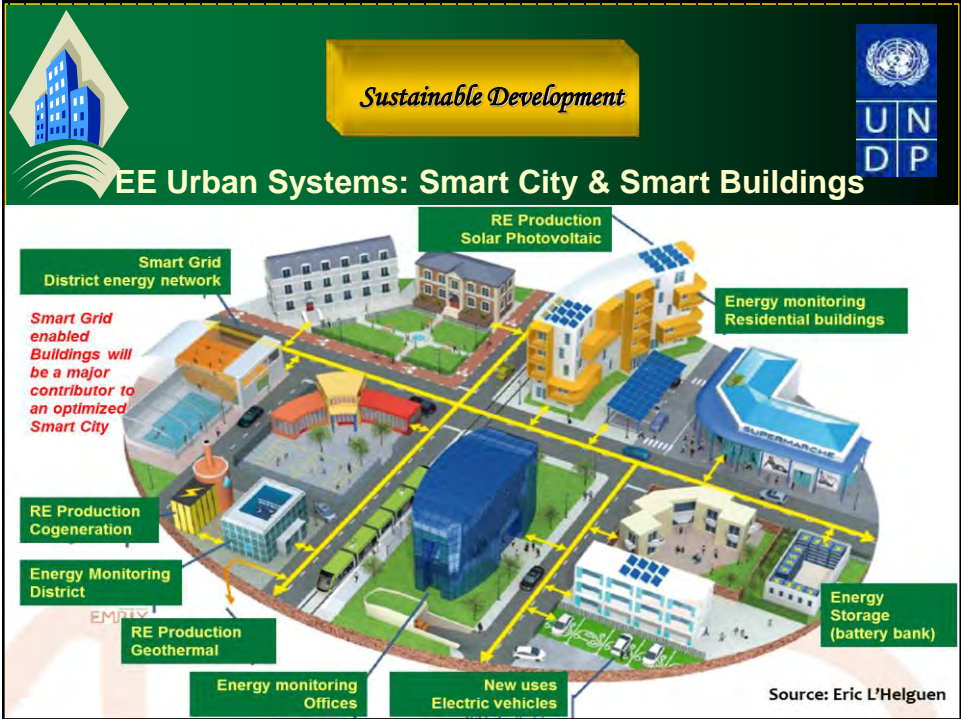 Sustainable Development
U N
D P
EE Urban Systems: Smart City & Smart Buildings
RE Production
Solar Photovoltaic
Smart Grid
District energy network
Energy monitoring
Residential buildings
Smart Grid
enabled
Buildings will
be a major
contributor to
an optimized
Smart City
SUPERMARCHE
RE Production
Cogeneration
Energy Monitoring
District
EMBIX
RE Production
Geothermal
Energy
Storage
(battery bank)
Energy monitoring
Offices
New uses
Electric vehicles
Source: Eric L'Helguen